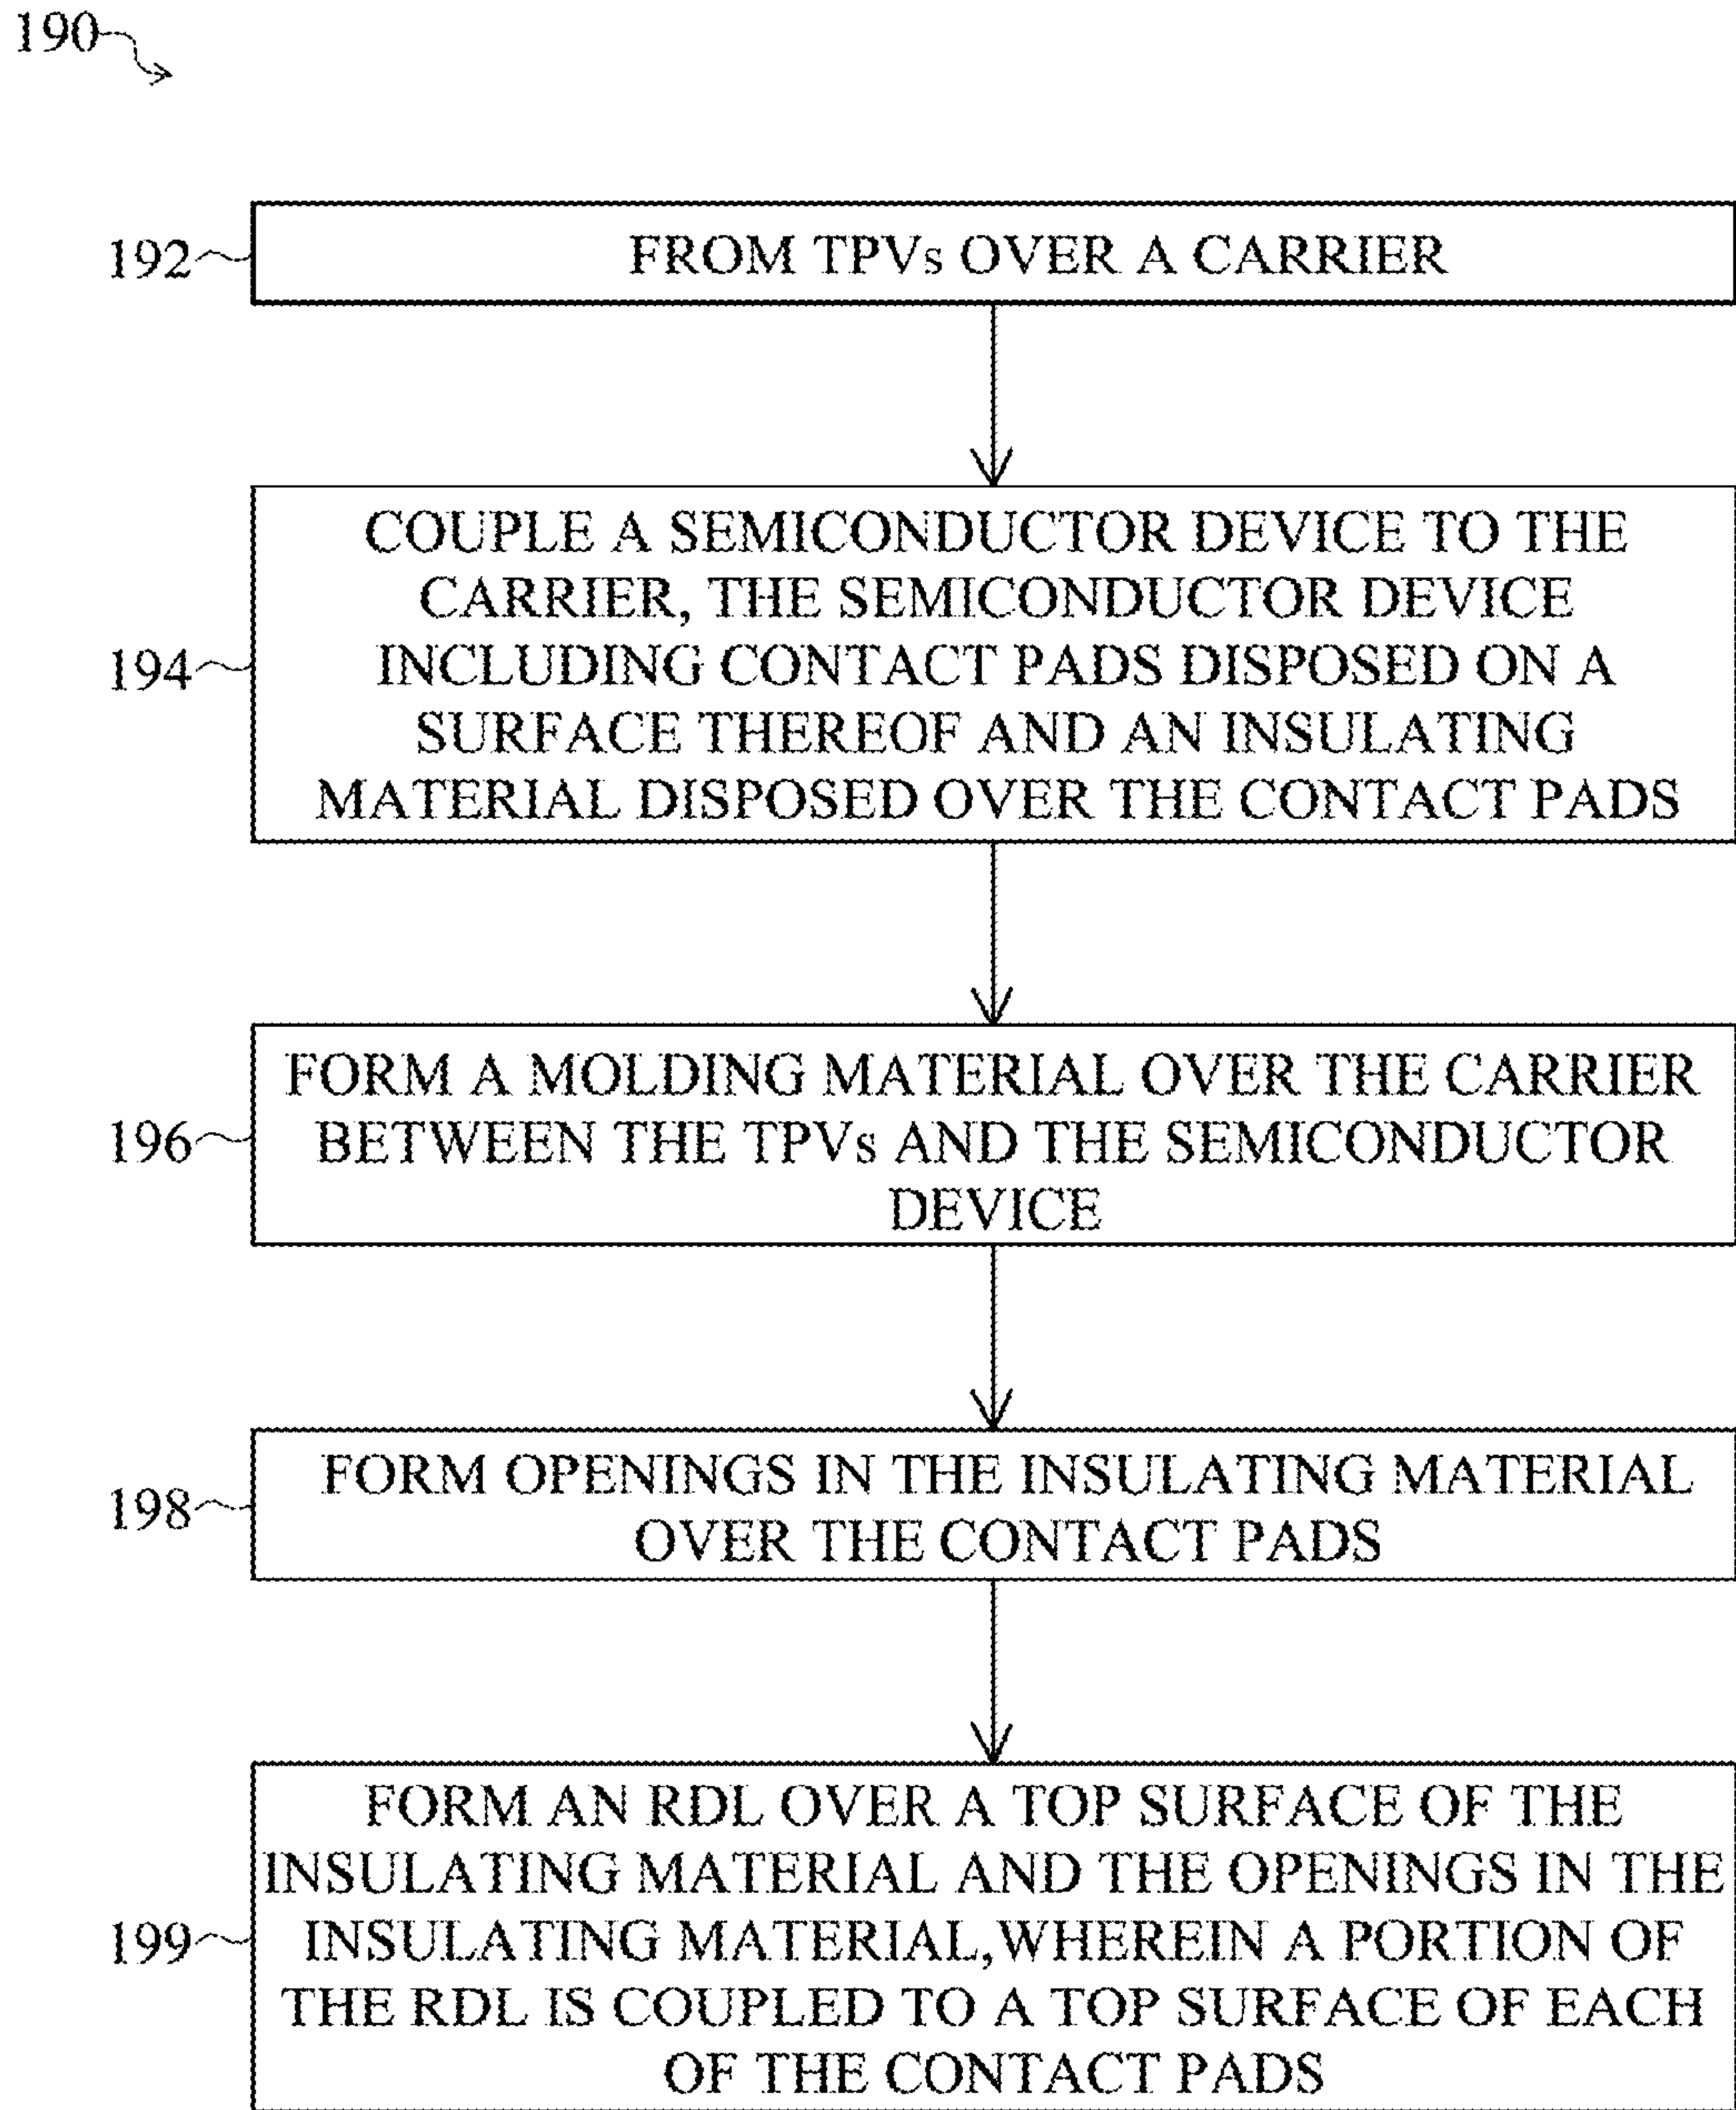 190
192
FROM TPVs OVER A CARRIER
194
COUPLE A SEMICONDUCTOR DEVICE TO THE
CARRIER, THE SEMICONDUCTOR DEVICE
INCLUDING CONTACT PADS DISPOSED ON A
SURFACE THEREOF AND AN INSULATING
MATERIAL DISPOSED OVER THE CONTACT PADS
196
FORM A MOLDING MATERIAL OVER THE CARRIER
BETWEEN THE TPVs AND THE SEMICONDUCTOR
DEVICE
198
FORM OPENINGS IN THE INSULATING MATERIAL
OVER THE CONTACT PADS
199
FORM AN RDL OVER A TOP SURFACE OF THE
INSULATING MATERIAL AND THE OPENINGS IN THE
INSULATING MATERIAL,WHEREIN A PORTION OF
THE RDL IS COUPLED TO A TOP SURFACE OF EACH
OF THE CONTACT PADS